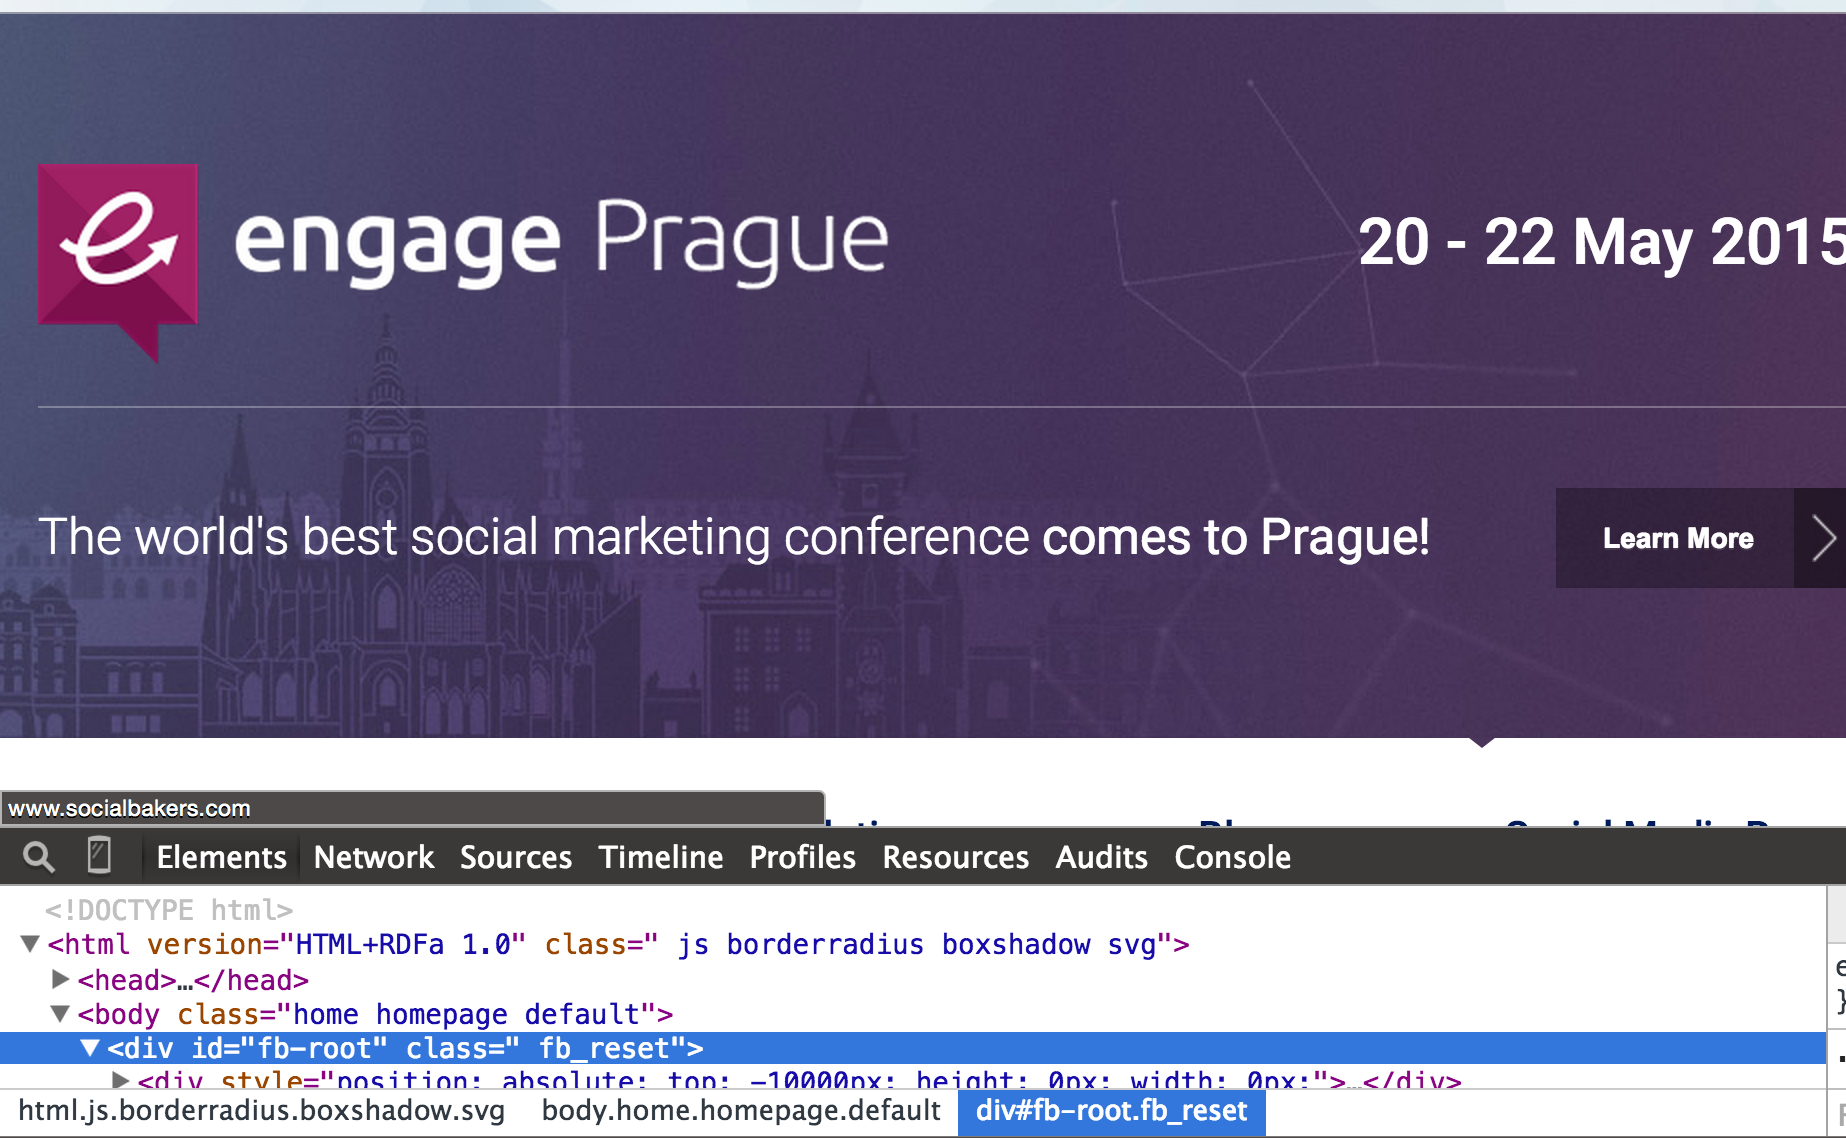 engage Prague
20 - 22 May 2015
The world's best social marketing conference comes to Prague!
Learn More
www.socialbakers.com
Elements Network Sources Timeline Profiles Resources Audits Console
<!DOCTYPE html>
<html version="HTML+RDFa 1.0" class=" js borderradius boxshadow svg">
<head>…</head>
<body class="home homepage default">
<div id="fb-root" class=" fb_reset">
<div style="position: absolute; top: -10000px; height: 0px; width: 0px;">…</div>
html.js.borderradius.boxshadow.svg body.home.homepage.default div#fb-root.fb_reset